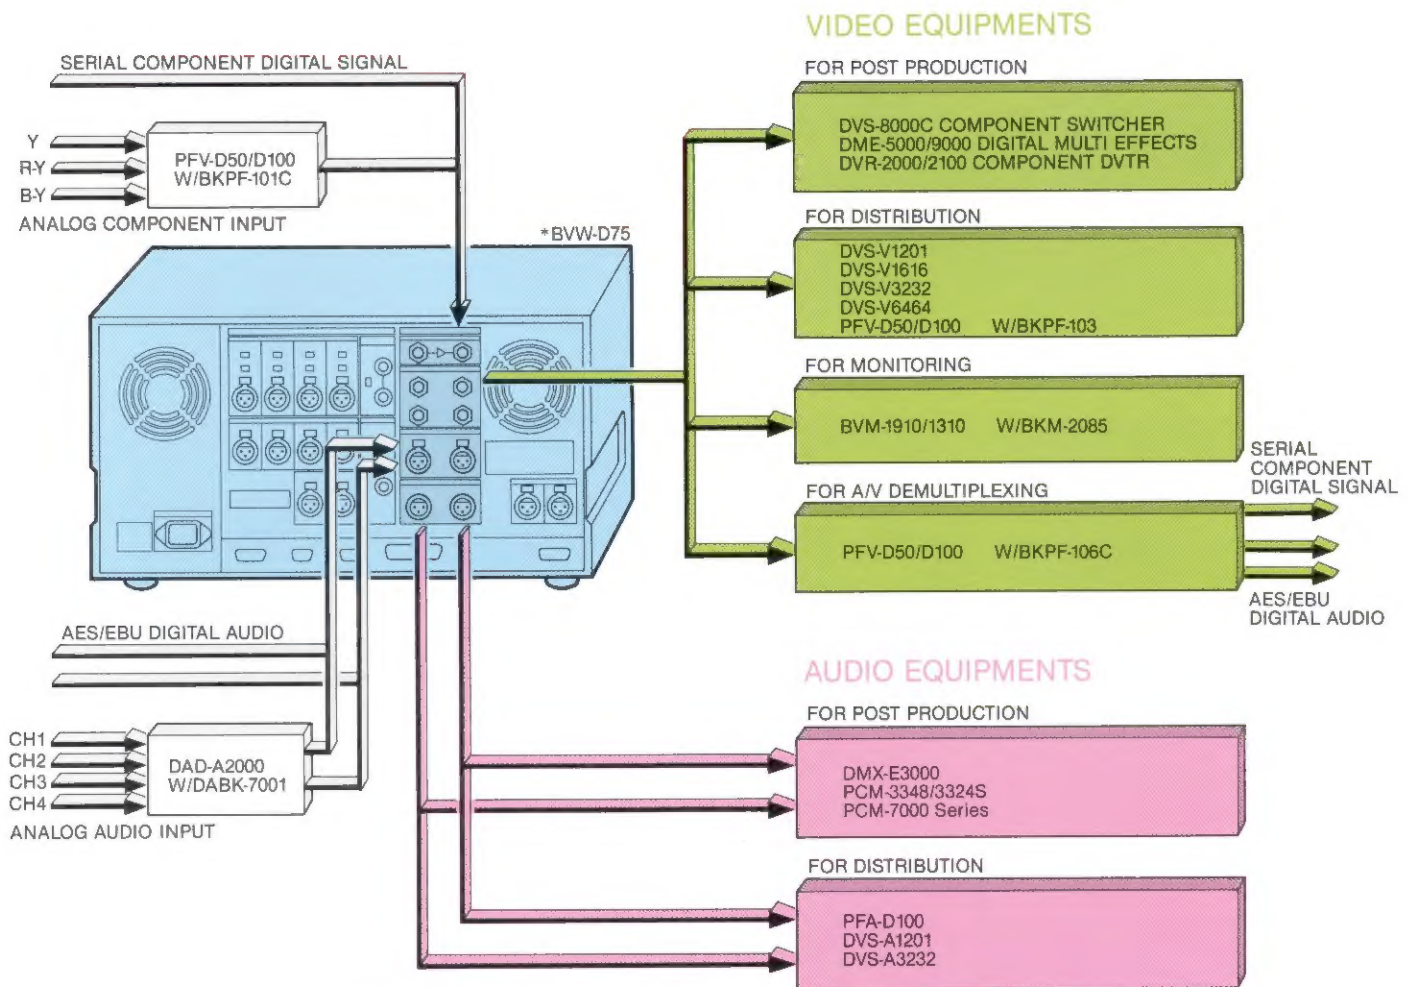 VIDEO EQUIPMENTS
SERIAL COMPONENT DIGITAL SIGNAL
FOR POST PRODUCTION
DVS-8000C COMPONENT SWITCHER
DME-5000/9000 DIGITAL MULTI EFFECTS
DVR-2000/2100 COMPONENT DVTR
Y
R-Y
B-Y
PFV-D50/D100
W/BKPF-101C
ANALOG COMPONENT INPUT
*BVW-D75
FOR DISTRIBUTION
DVS-V1201
DVS-V1616
DVS-V3232
DVS-V6464
PFV-D50/D100 W/BKPF-103
FOR MONITORING
BVM-1910/1310 W/BKM-2085
FOR A/V DEMULTIPLEXING
PFV-D50/D100 W/BKPF-106C
SERIAL
COMPONENT
DIGITAL SIGNAL
AES/EBU
DIGITAL AUDIO
AES/EBU DIGITAL AUDIO
CH1
CH2
CH3
CH4
DAD-A2000
W/DABK-7001
ANALOG AUDIO INPUT
AUDIO EQUIPMENTS
FOR POST PRODUCTION
DMX-E3000
PCM-3348/3324S
PCM-7000 Series
FOR DISTRIBUTION
PFA-D100
DVS-A1201
DVS-A3232